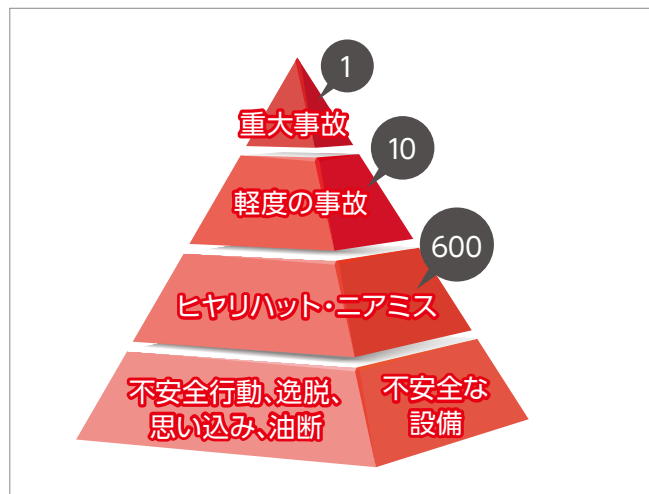 1
重大事故
10
軽度の事故
600
ヒヤリハット・ニアミス
不安全行動、逸脱、
思い込み、油断
不安全な
設備